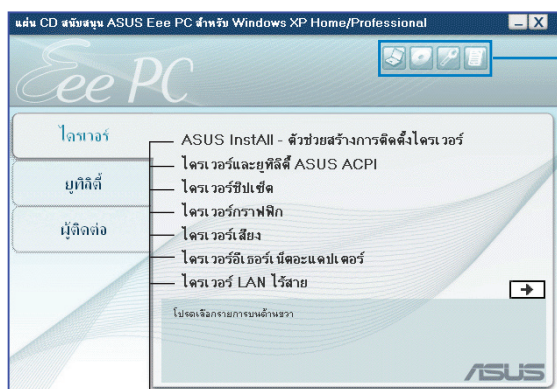 แผ่น CD สนับสนุน ASUS Eee PC สำหรับ Windows XP Home/Professional
Eee PC
ไดรเวอร์
ยูทิลิตี้
ผู้ติดต่อ
ASUS InstAll - ตัวช่วยสร้างการติดตั้งไดรเวอร์
ไดรเวอร์และยูทิลิตี้ ASUS ACPI
ไดรเวอร์ชิปเซ็ต
ไดรเวอร์กราฟฟิก
ไดรเวอร์เสียง
ไดรเวอร์อีเธอร์เน็ตอะแดปเตอร์
ไดรเวอร์ LAN ไร้สาย
โปรดเลือกรายการบนด้านขวา
ASUS